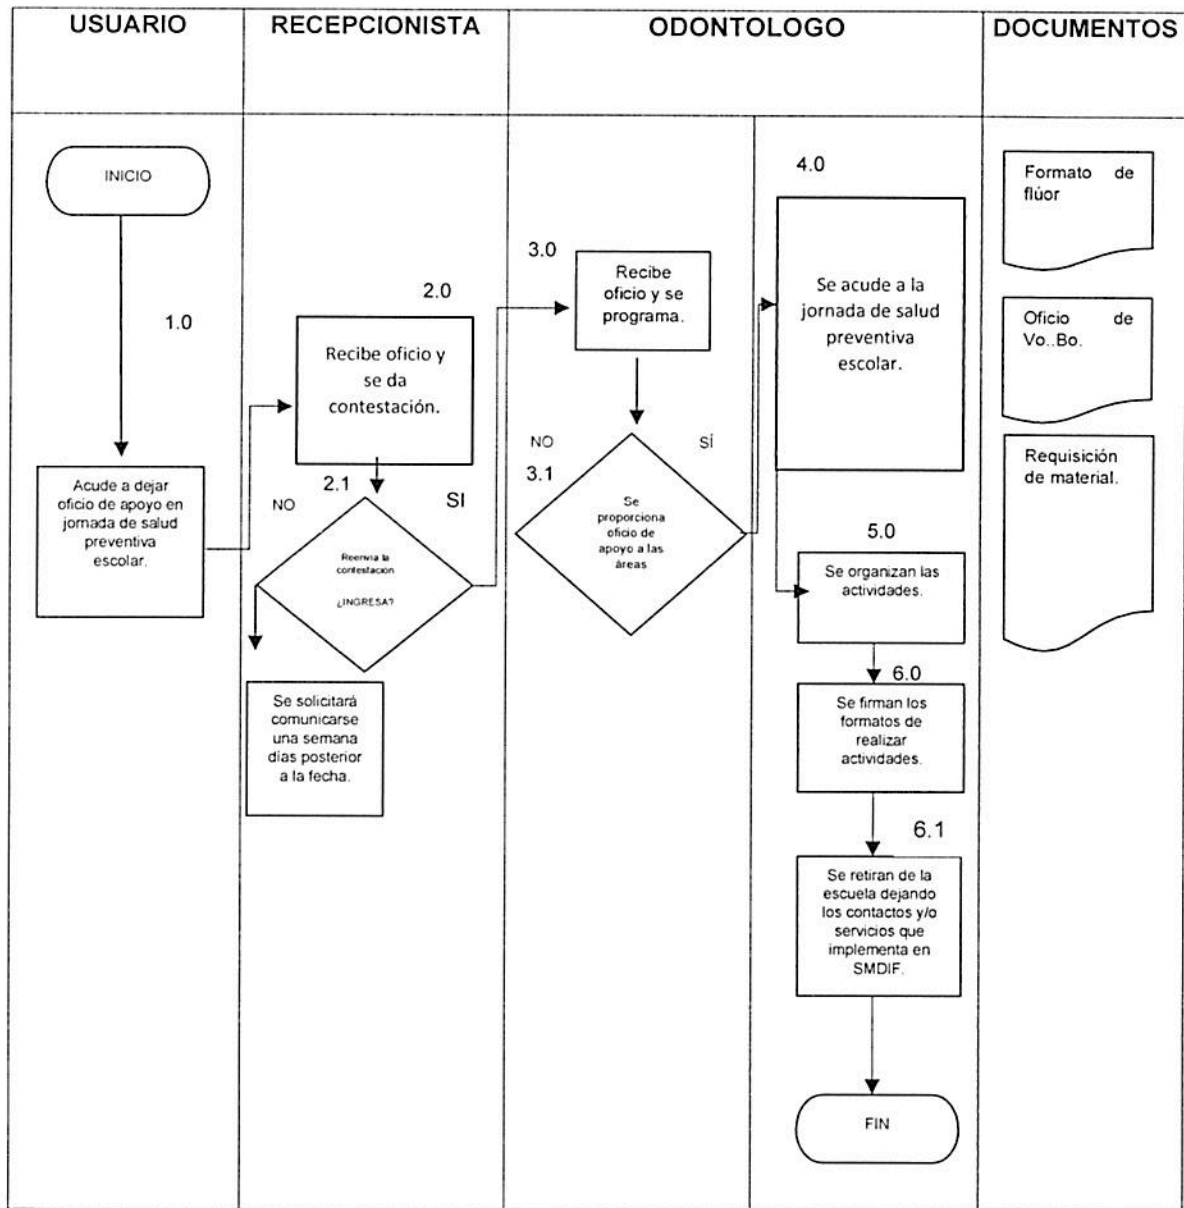 USUARIO
RECEPCIONISTA
ODONTOLOGO
DOCUMENTOS
INICIO
1.0
Acude a dejar
oficio de apoyo en
jornada de salud
preventiva
escolar.
2.0
Recibe oficio y
se da
contestación.
2.1
NO
SI
Reenvia la
contestación
¿INGRESA?
Se solicitará
comunicarse
una semana
días posterior
a la fecha.
3.0
Recibe
oficio y se
programa.
NO
SÍ
3.1
Se
proporciona
oficio de
apoyo a las
áreas
4.0
Se acude a la
jornada de salud
preventiva
escolar.
5.0
Se organizan las
actividades.
6.0
Se firman los
formatos de
realizar
actividades.
6.1
Se retiran de la
escuela dejando
los contactos y/o
servicios que
implementa en
SMDIF.
FIN
Formato de
flúor
Oficio de
Vo..Bo.
Requisición
de material.